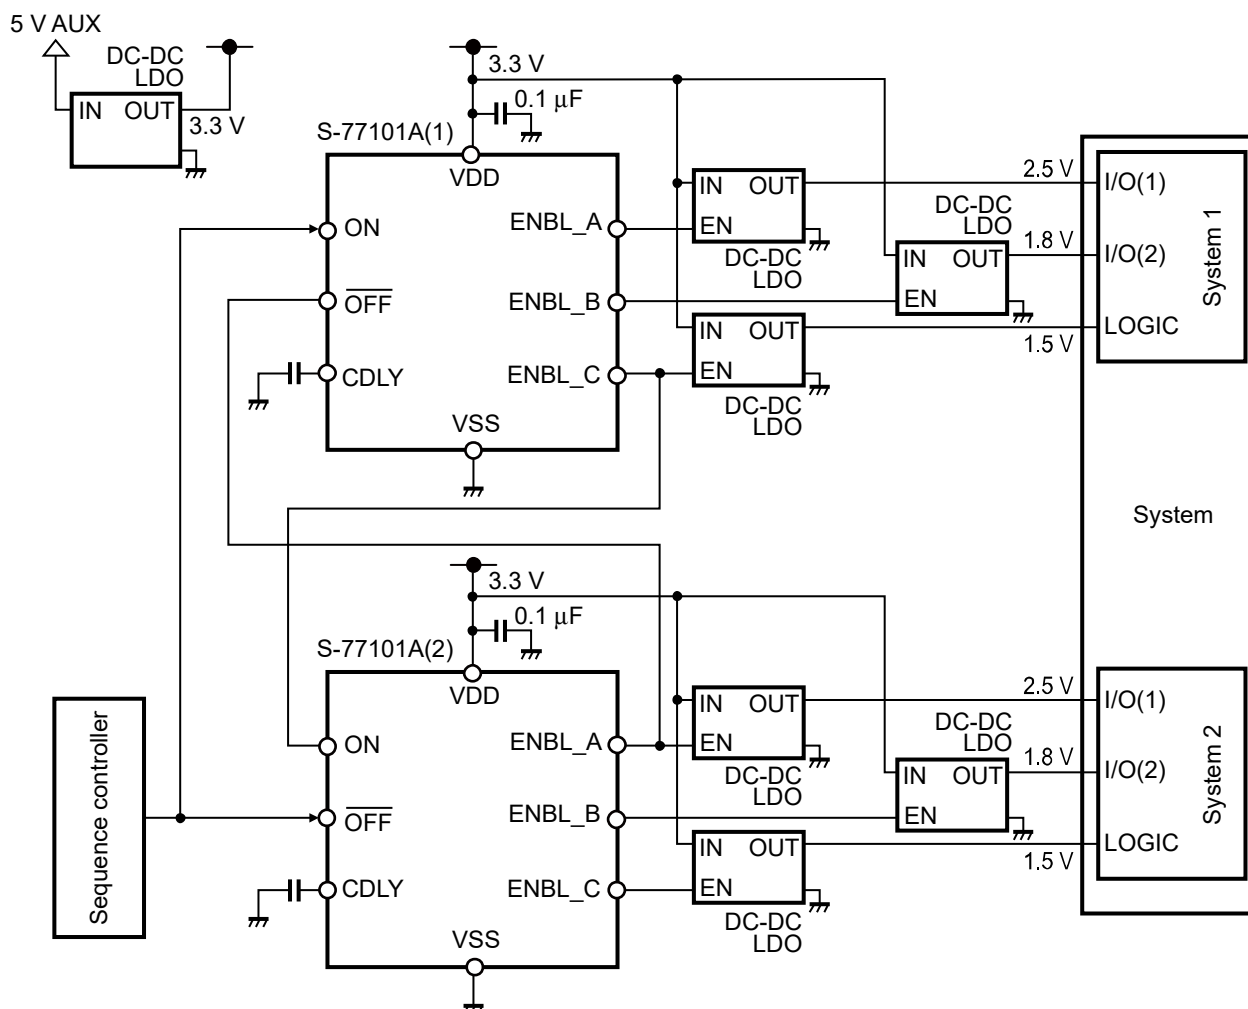 5 V AUX
DC-DC
LDO
IN OUT
3.3 V
3.3 V
0.1 μF
S-77101A(1)
VDD
ON
OFF
CDLY
VSS
ENBL_A
ENBL_B
ENBL_C
IN OUT
EN
DC-DC
LDO
DC-DC
LDO
IN OUT
EN
IN OUT
EN
DC-DC
LDO
2.5 V
1.8 V
1.5 V
I/O(1)
I/O(2)
LOGIC
System 1
System
3.3 V
0.1 μF
S-77101A(2)
VDD
ON
OFF
CDLY
VSS
ENBL_A
ENBL_B
ENBL_C
IN OUT
EN
DC-DC
LDO
DC-DC
LDO
IN OUT
EN
IN OUT
EN
DC-DC
LDO
2.5 V
1.8 V
1.5 V
I/O(1)
I/O(2)
LOGIC
System 2
Sequence controller